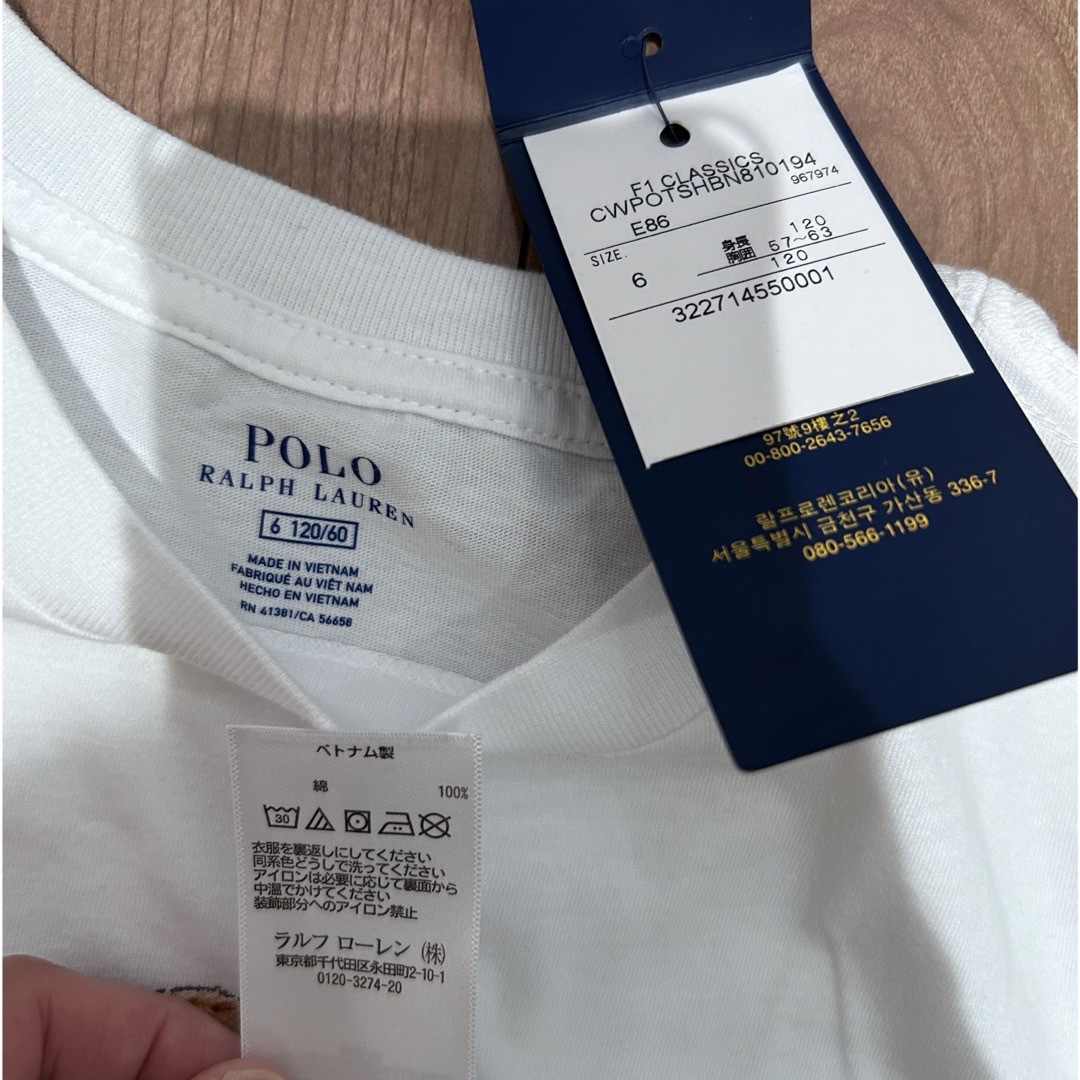 F1 CLASSICS
CWPOTSHBN810194
967974
E86
SIZE.
身長 120
胸囲 57~63
6
120
322714550001
97號9樓之2
00-800-2643-7656
랄프로렌코리아(유)
서울특별시 금천구 가산동 336-7
080-566-1199
POLO
RALPH LAUREN
6 120/60
MADE IN VIETNAM
FABRIQUÉ AU VIÊT NAM
HECHO EN VIETNAM
RN 41381/CA 56658
ベトナム製
綿 100%
30
衣服を裏返しにしてください
同系色どうしで洗ってください
アイロンは必要に応じて裏面から
中温でかけてください
装飾部分へのアイロン禁止
ラルフ ローレン (株)
東京都千代田区永田町2-10-1
0120-3274-20